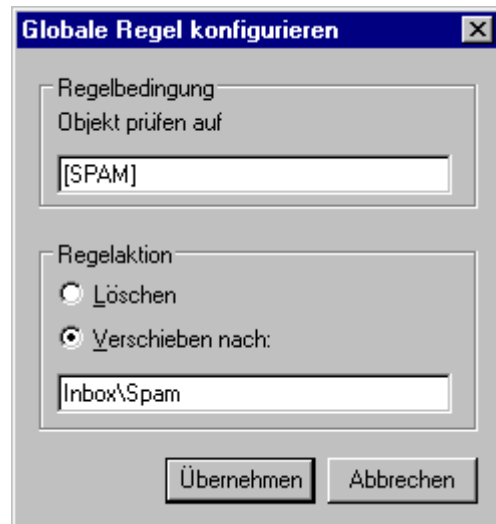 Globale Regel konfigurieren
Regelbedingung
Objekt prüfen auf
[SPAM]
Regelaktion
Löschen
Verschieben nach:
Inbox\Spam
Übernehmen Abbrechen